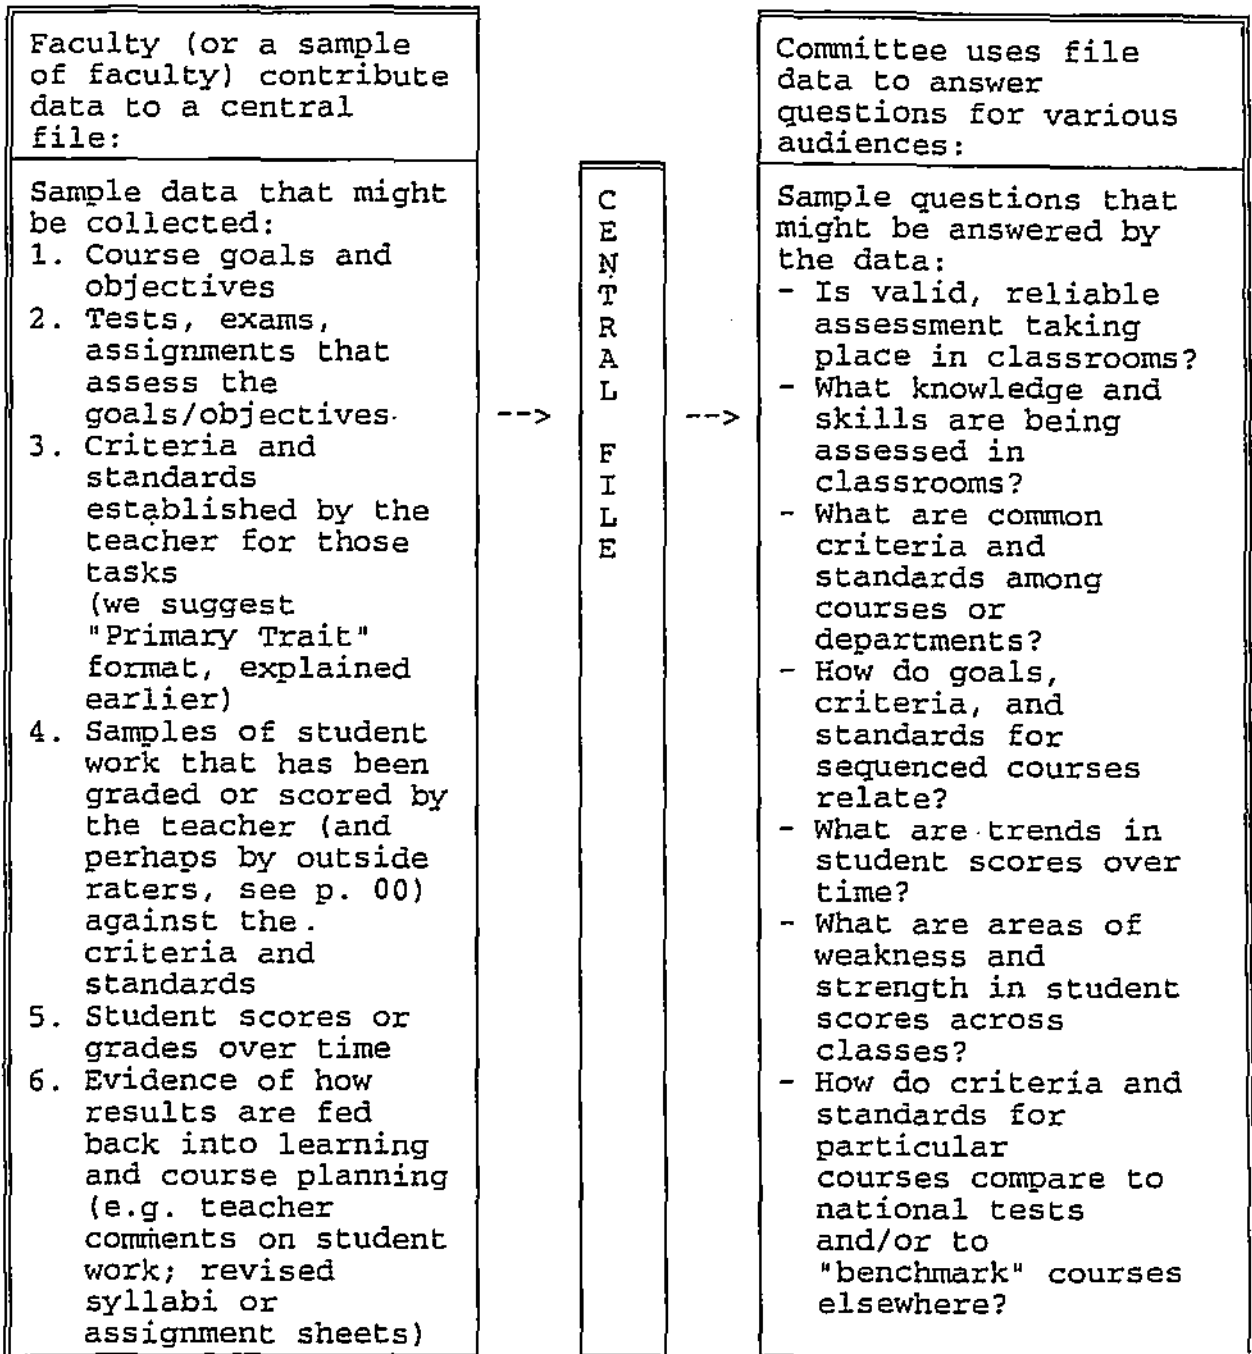 Faculty (or a sample
of faculty) contribute
data to a central
file:
Sample data that might
be collected:
1. Course goals and
objectives
2. Tests, exams,
assignments that
assess the
goals/objectives
3. Criteria and
standards
established by the
teacher for those
tasks
(we suggest
"Primary Trait"
format, explained
earlier)
4. Samples of student
work that has been
graded or scored by
the teacher (and
perhaps by outside
raters, see p. 00)
against the
criteria and
standards
5. Student scores or
grades over time
6. Evidence of how
results are fed
back into learning
and course planning
(e.g. teacher
comments on student
work; revised
syllabi or
assignment sheets)
-->
C
E
N
T
R
A
L
F
I
L
E
-->
Committee uses file
data to answer
questions for various
audiences:
Sample questions that
might be answered by
the data:
- Is valid, reliable
assessment taking
place in classrooms?
- What knowledge and
skills are being
assessed in
classrooms?
- What are common
criteria and
standards among
courses or
departments?
- How do goals,
criteria, and
standards for
sequenced courses
relate?
- What are trends in
student scores over
time?
- What are areas of
weakness and
strength in student
scores across
classes?
- How do criteria and
standards for
particular
courses compare to
national tests
and/or to
"benchmark" courses
elsewhere?